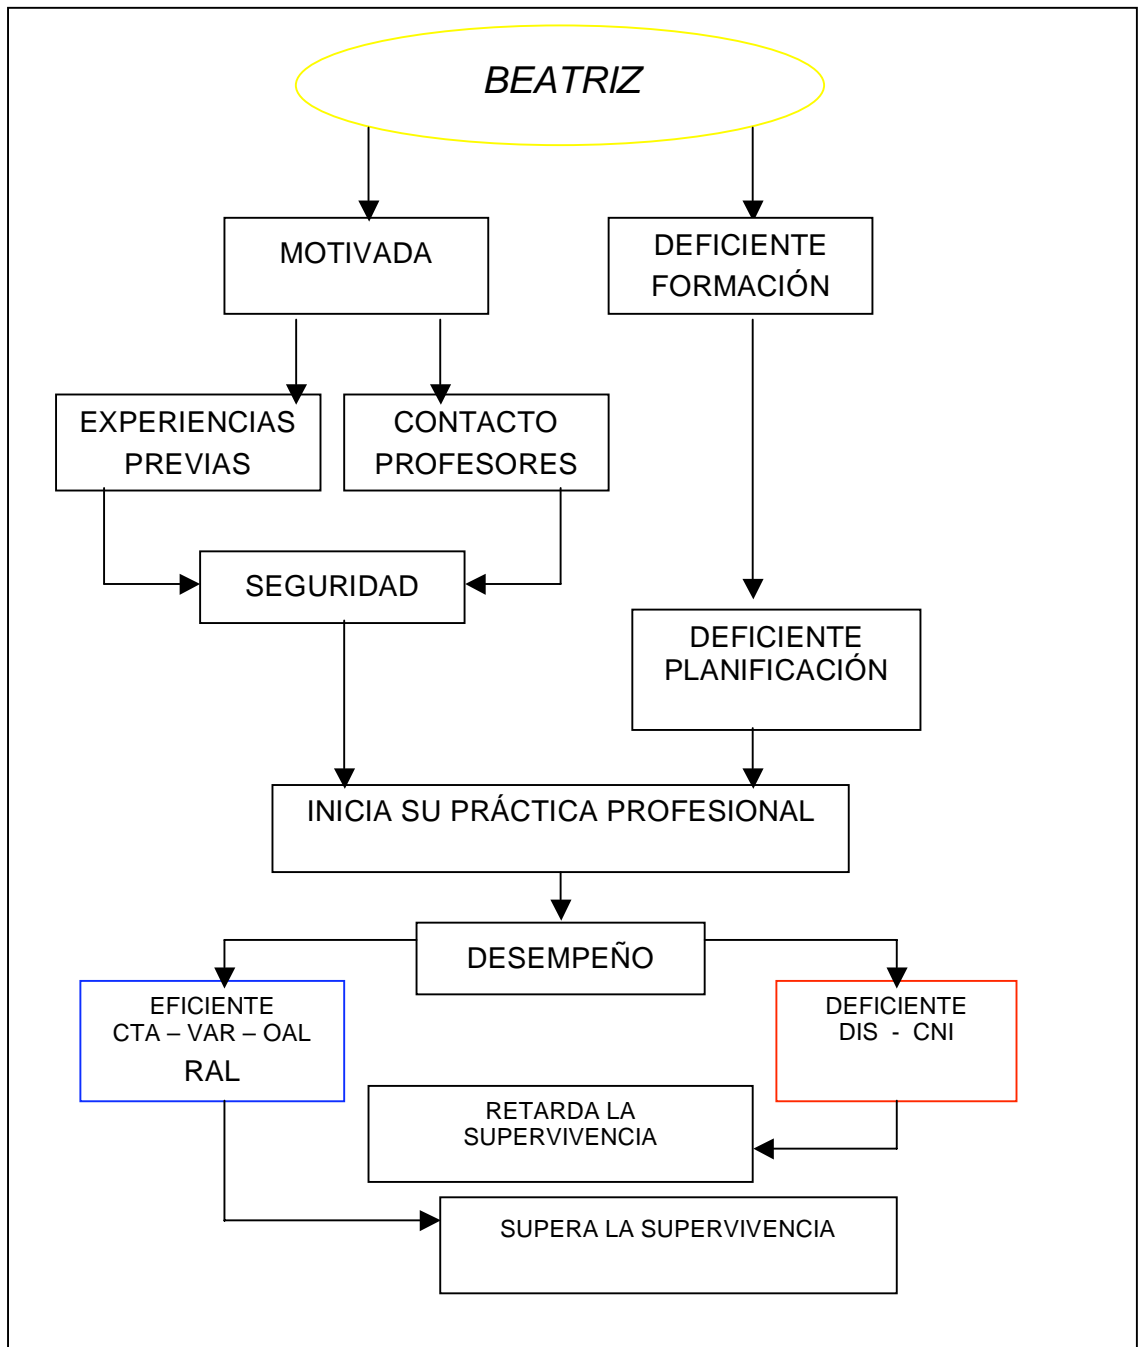 BEATRIZ
MOTIVADA
DEFICIENTE
FORMACIÓN
EXPERIENCIAS
PREVIAS
CONTACTO
PROFESORES
SEGURIDAD
DEFICIENTE
PLANIFICACIÓN
INICIA SU PRÁCTICA PROFESIONAL
DESEMPEÑO
EFICIENTE
CTA – VAR – OAL
RAL
DEFICIENTE
DIS - CNI
RETARDA LA
SUPERVIVENCIA
SUPERA LA SUPERVIVENCIA